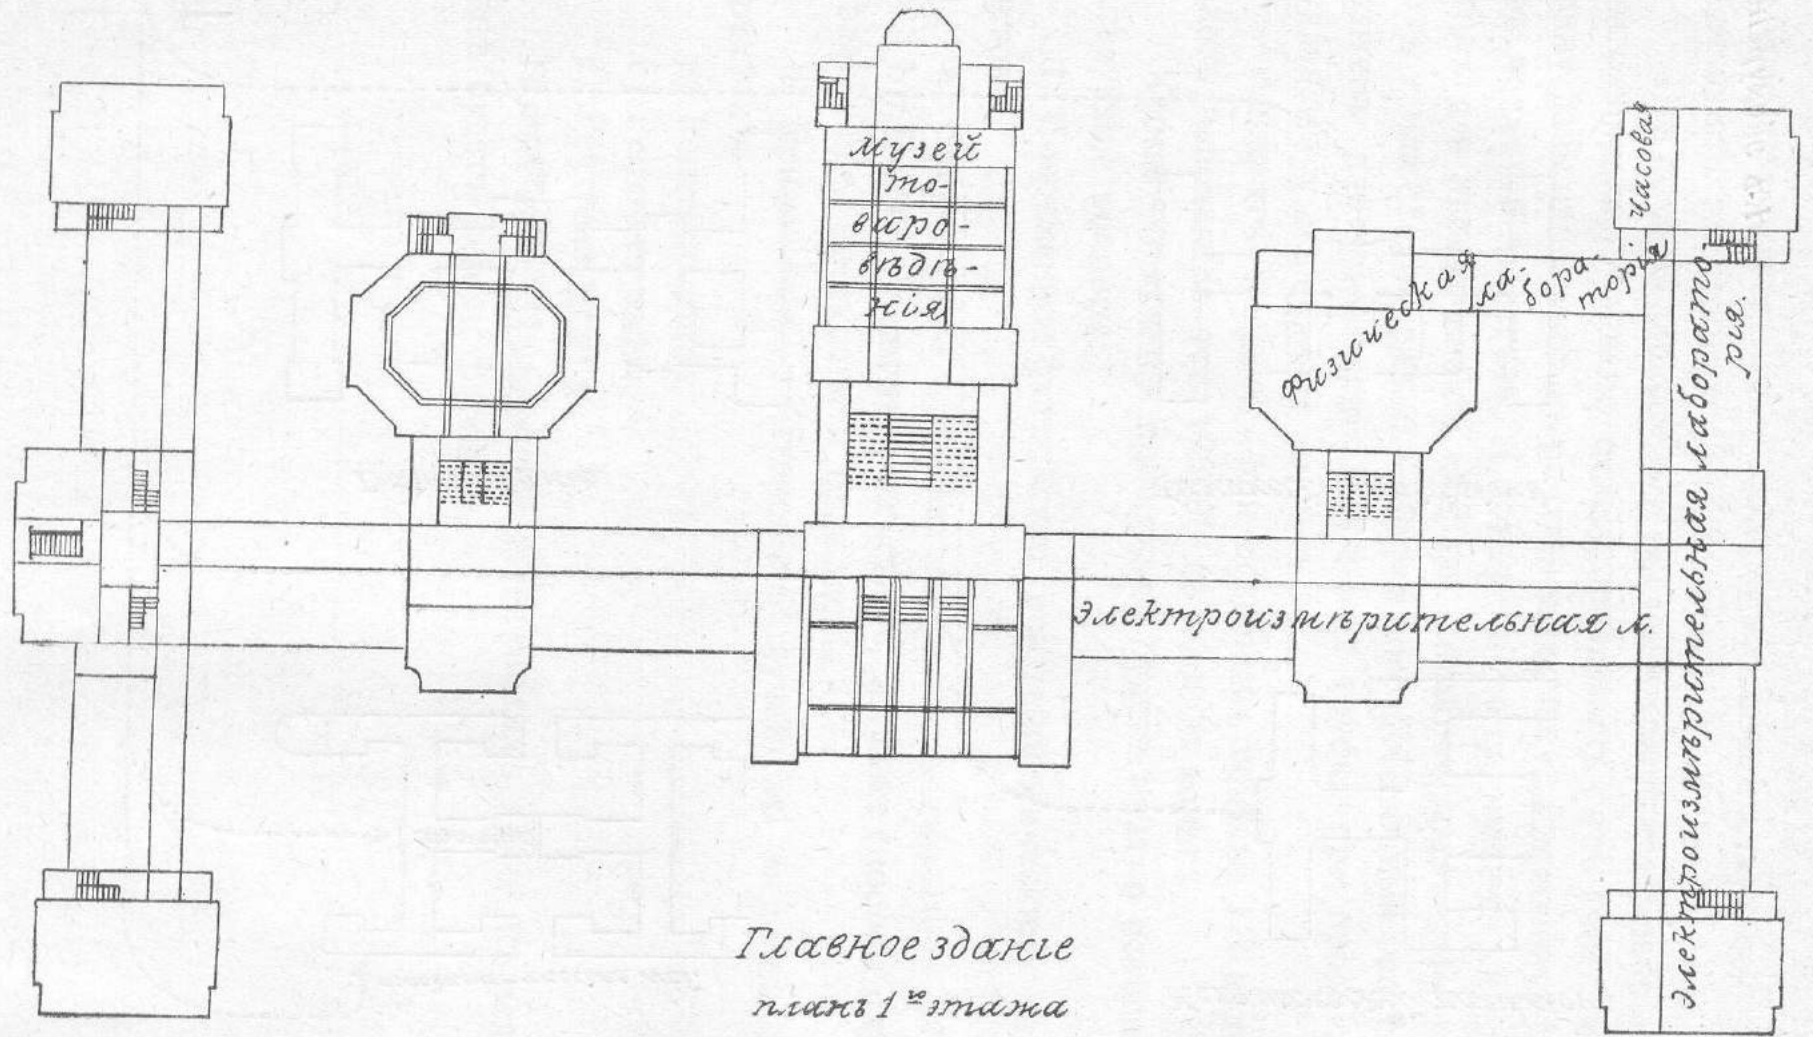 Музей
то-
варо-
вѣдѣ-
нія
Физическая ла-
бора-
торія
Часовая
Электроизмѣрительная л.
Электроизмѣрительная лаборато-
рія.
Главное зданіе
планъ 1го этажа